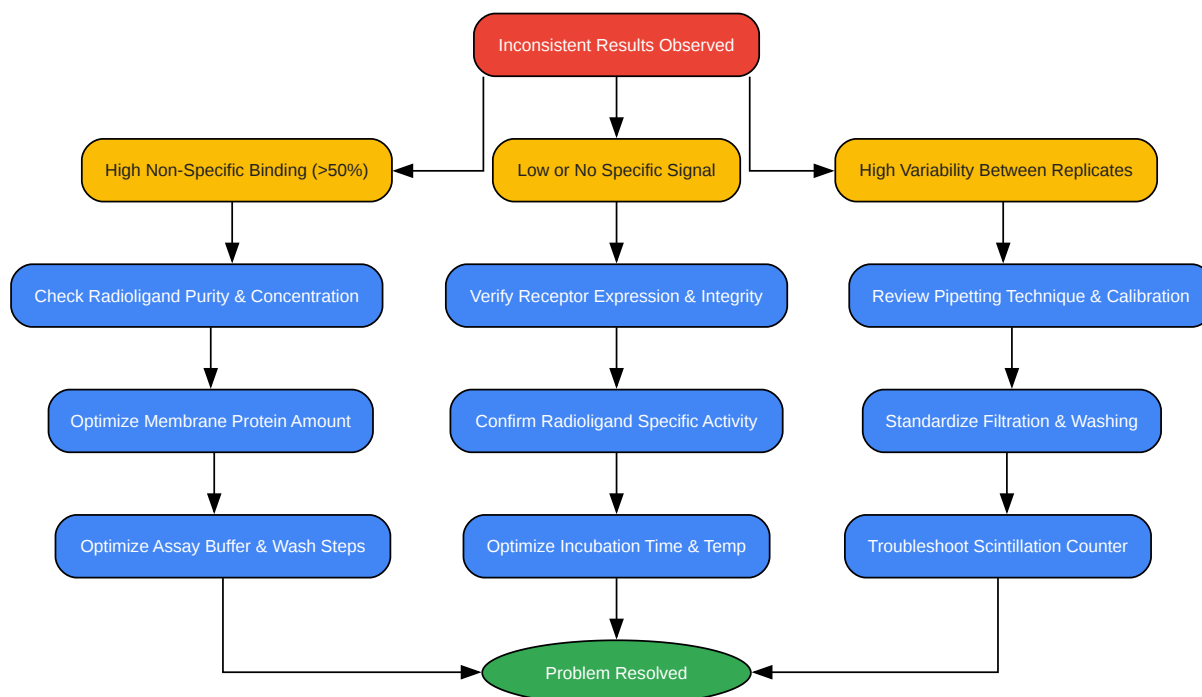 Inconsistent Results Observed
High Non-Specific Binding (>50%)
Low or No Specific Signal
High Variability Between Replicates
Check Radioligand Purity & Concentration
Verify Receptor Expression & Integrity
Review Pipetting Technique & Calibration
Optimize Membrane Protein Amount
Confirm Radioligand Specific Activity
Standardize Filtration & Washing
Optimize Assay Buffer & Wash Steps
Optimize Incubation Time & Temp
Troubleshoot Scintillation Counter
Problem Resolved